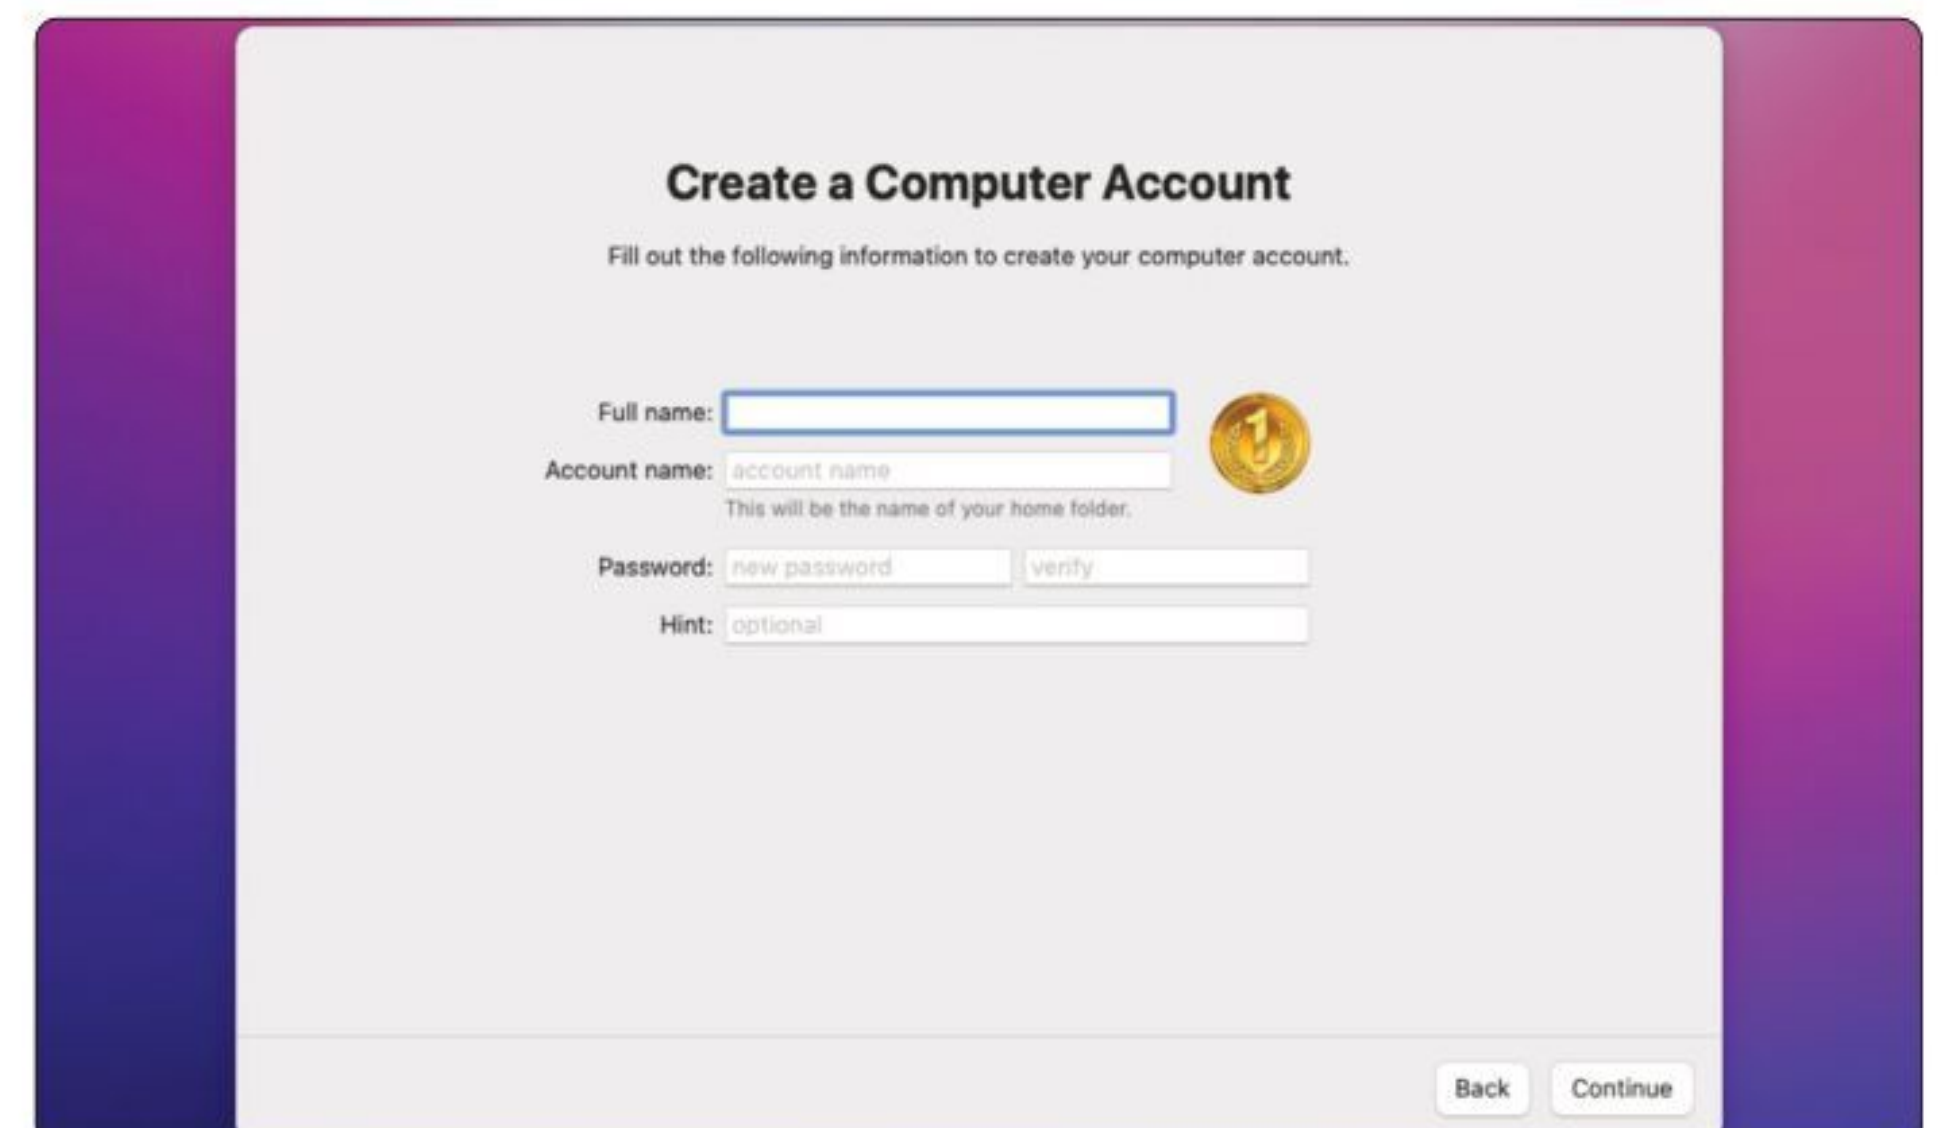 Create a Computer Account
Fill out the following information to create your computer account.
Full name:
1
Account name: account name
This will be the name of your home folder.
Password: new password verify
Hint: optional
Back Continue